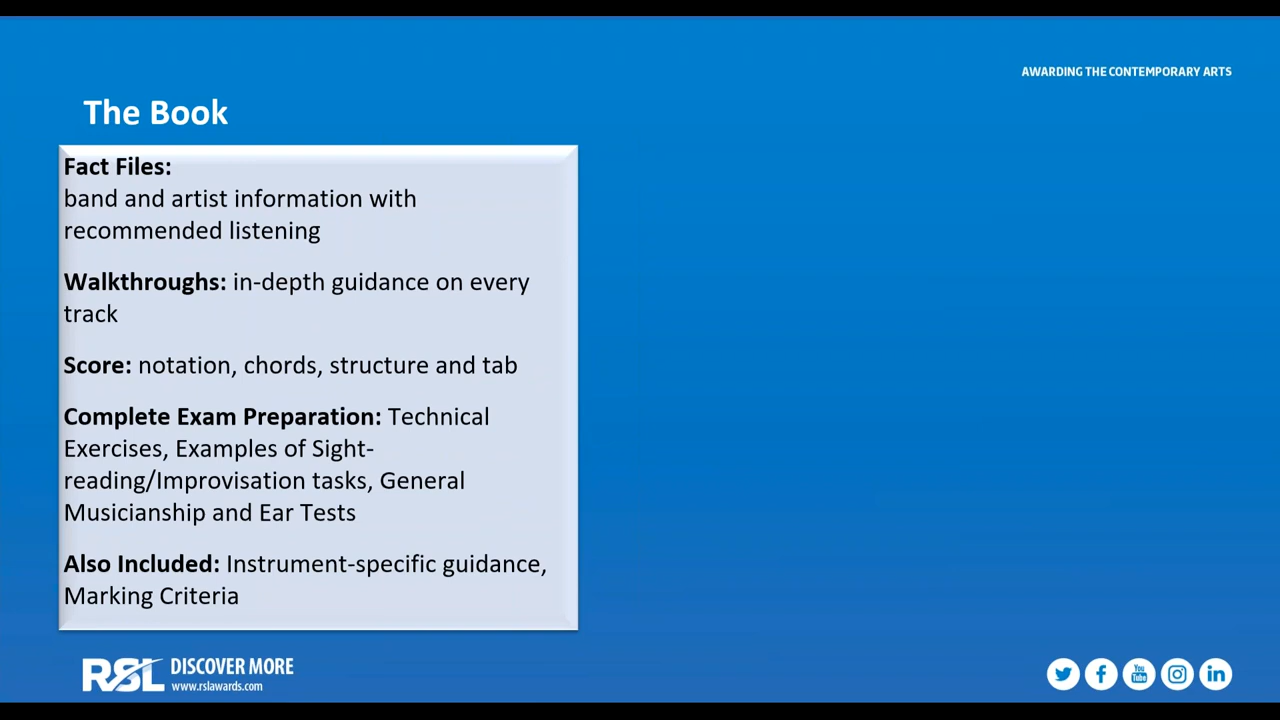 AWARDING THE CONTEMPORARY ARTS
The Book
Fact Files:
band and artist information with
recommended listening
Walkthroughs: in-depth guidance on every
track
Score: notation, chords, structure and tab
Complete Exam Preparation: Technical
Exercises, Examples of Sight-
reading/Improvisation tasks, General
Musicianship and Ear Tests
Also Included: Instrument-specific guidance,
Marking Criteria
RSL DISCOVER MORE
www.rslawards.com
You
Tube
in